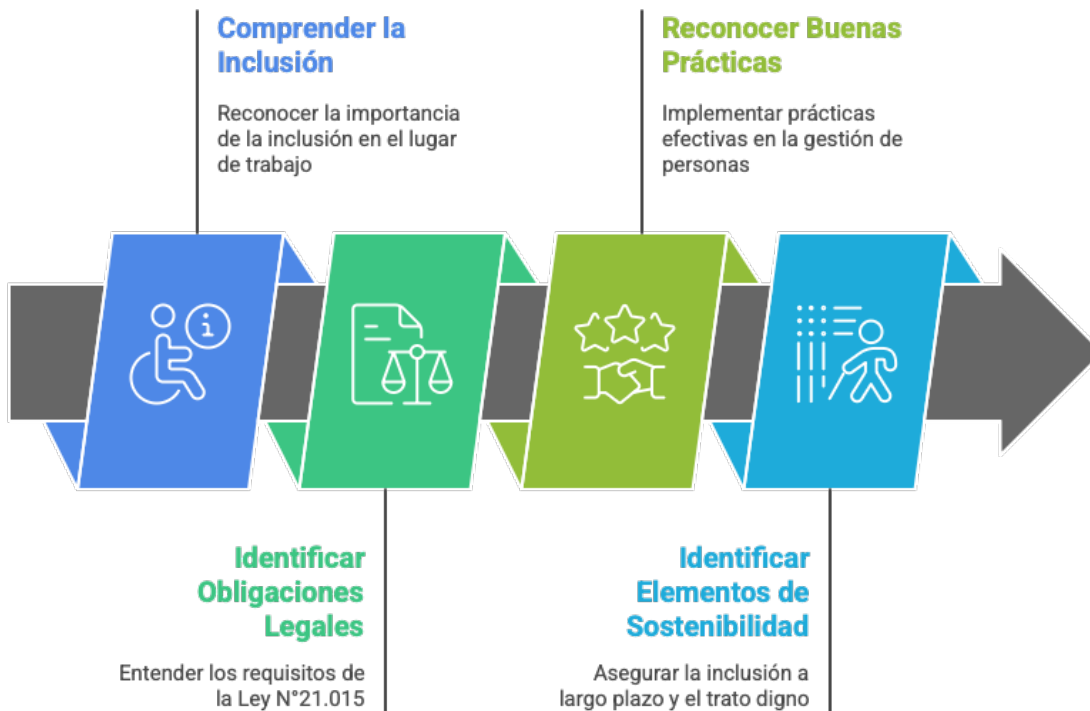 Comprender la
Inclusión
Reconocer la importancia
de la inclusión en el lugar
de trabajo
Reconocer Buenas
Prácticas
Implementar prácticas
efectivas en la gestión de
personas
i
Identificar
Obligaciones
Legales
Entender los requisitos de
la Ley N°21.015
Identificar
Elementos de
Sostenibilidad
Asegurar la inclusión a
largo plazo y el trato digno